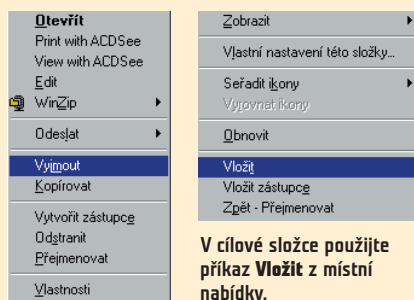 Otevřít
Print with ACDSee
View with ACDSee
Edit
WinZip
Odeslat
Vyjmout
Kopírovat
Vytvořit zástupce
Odstranit
Přejmenovat
Vlastnosti
Zobrazit
Vlastní nastavení této složky...
Seřadit ikony
Vyrovnat ikony
Obnovit
Vložit
Vložit zástupce
Zpět - Přejmenovat
V cílové složce použijte
příkaz Vložit z místní
nabídky.